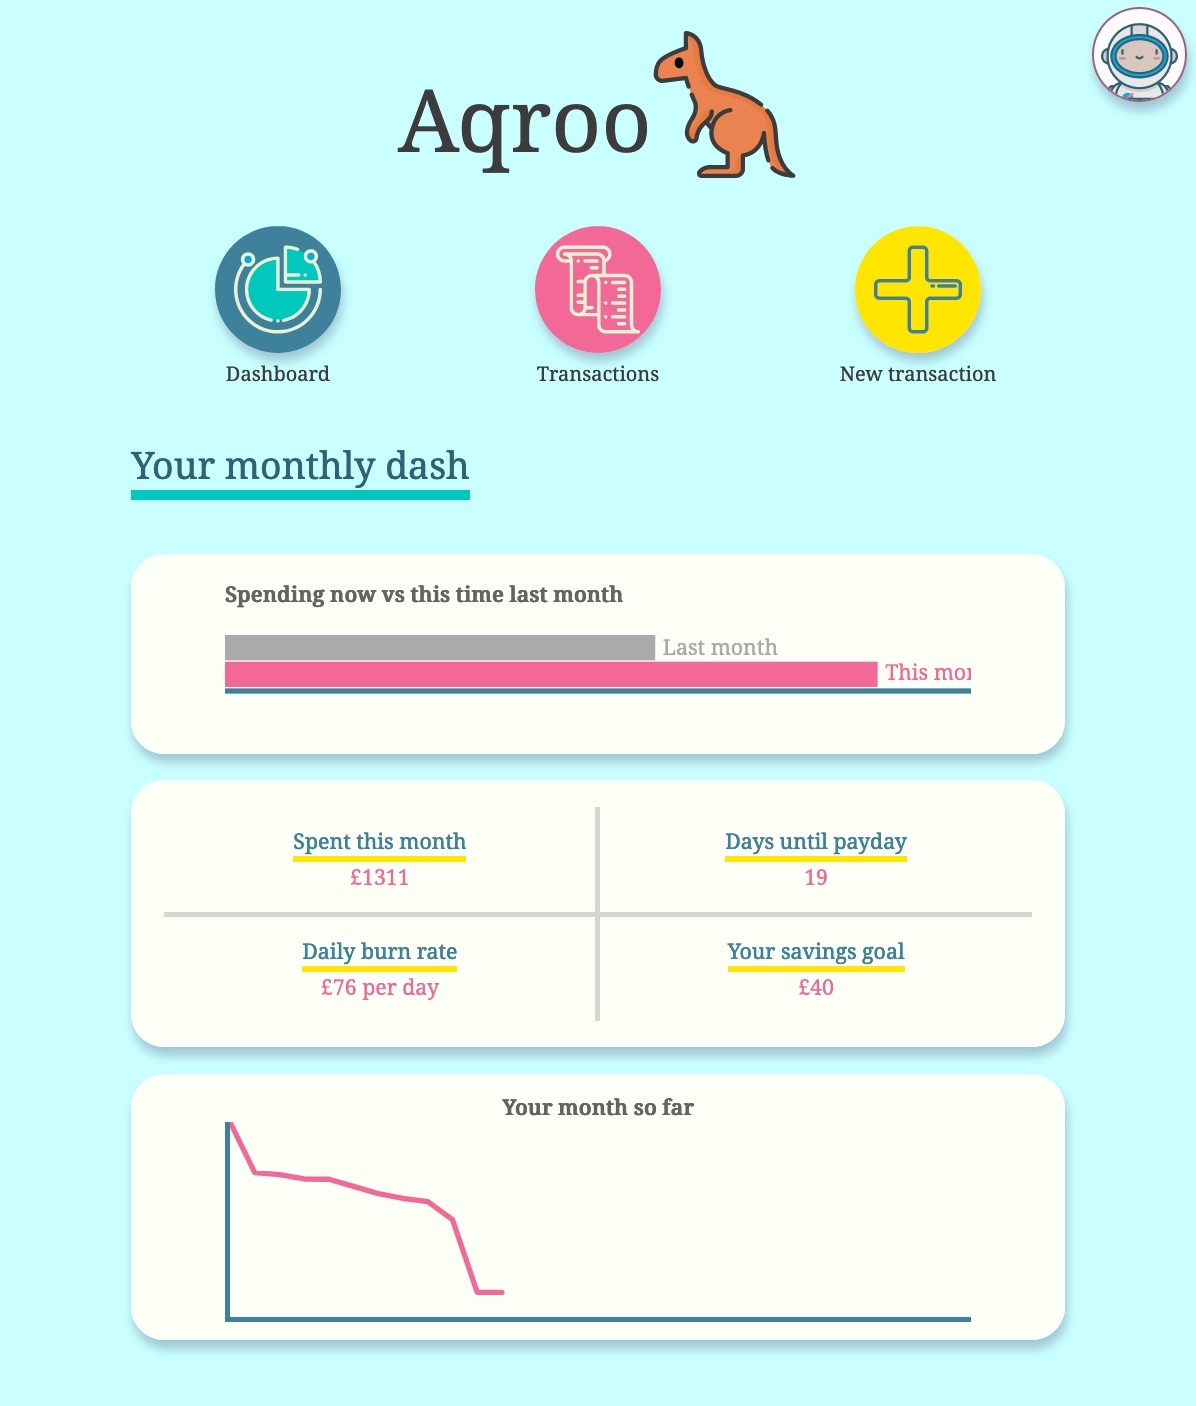 Aqroo
Dashboard
Transactions
New transaction
Your monthly dash
Spending now vs this time last month
Last month
This mon
Spent this month
£1311
Days until payday
19
Daily burn rate
£76 per day
Your savings goal
£40
Your month so far